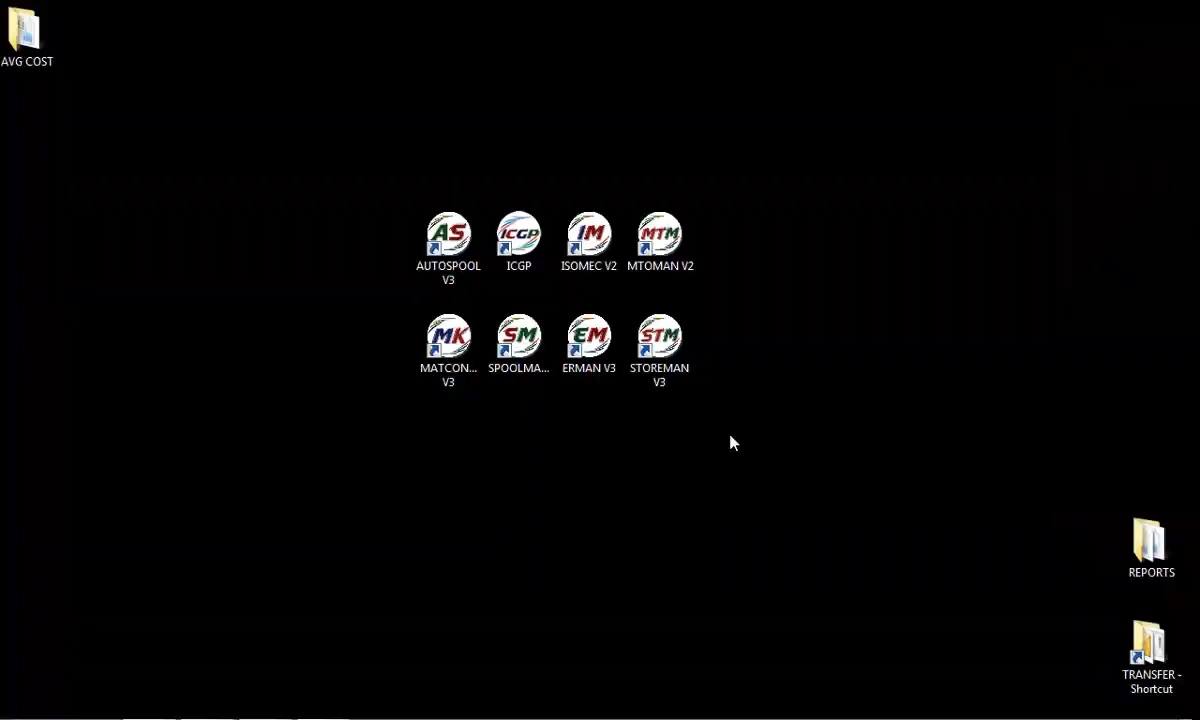 AVG COST
AS
ICGP
IM
MTM
AUTOSPOOL
V3
ICGP
ISOMEC V2
MTOMAN V2
MK
SM
EM
STM
MATCON...
V3
SPOOLMA...
ERMAN V3
STOREMAN
V3
REPORTS
TRANSFER -
Shortcut